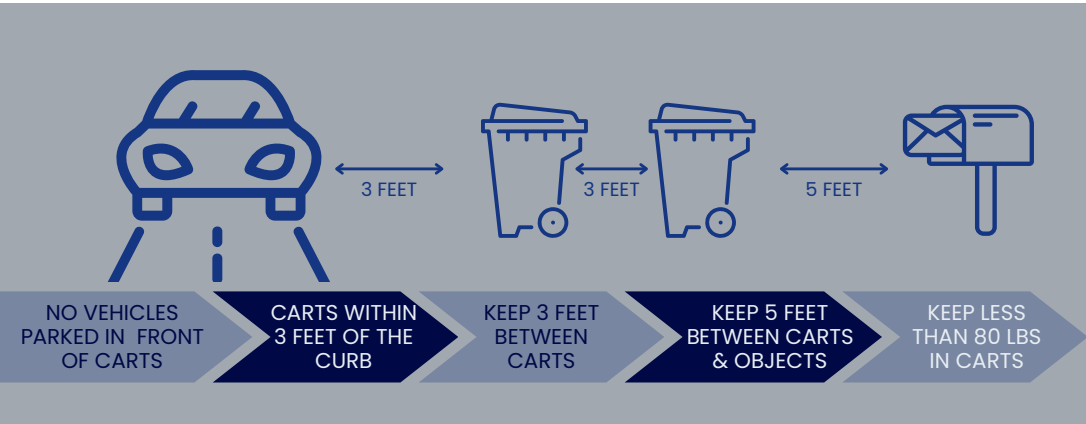 3 FEET
3 FEET
5 FEET
NO VEHICLES
PARKED IN FRONT
OF CARTS
CARTS WITHIN
3 FEET OF THE
CURB
KEEP 3 FEET
BETWEEN
CARTS
KEEP 5 FEET
BETWEEN CARTS
& OBJECTS
KEEP LESS
THAN 80 LBS
IN CARTS